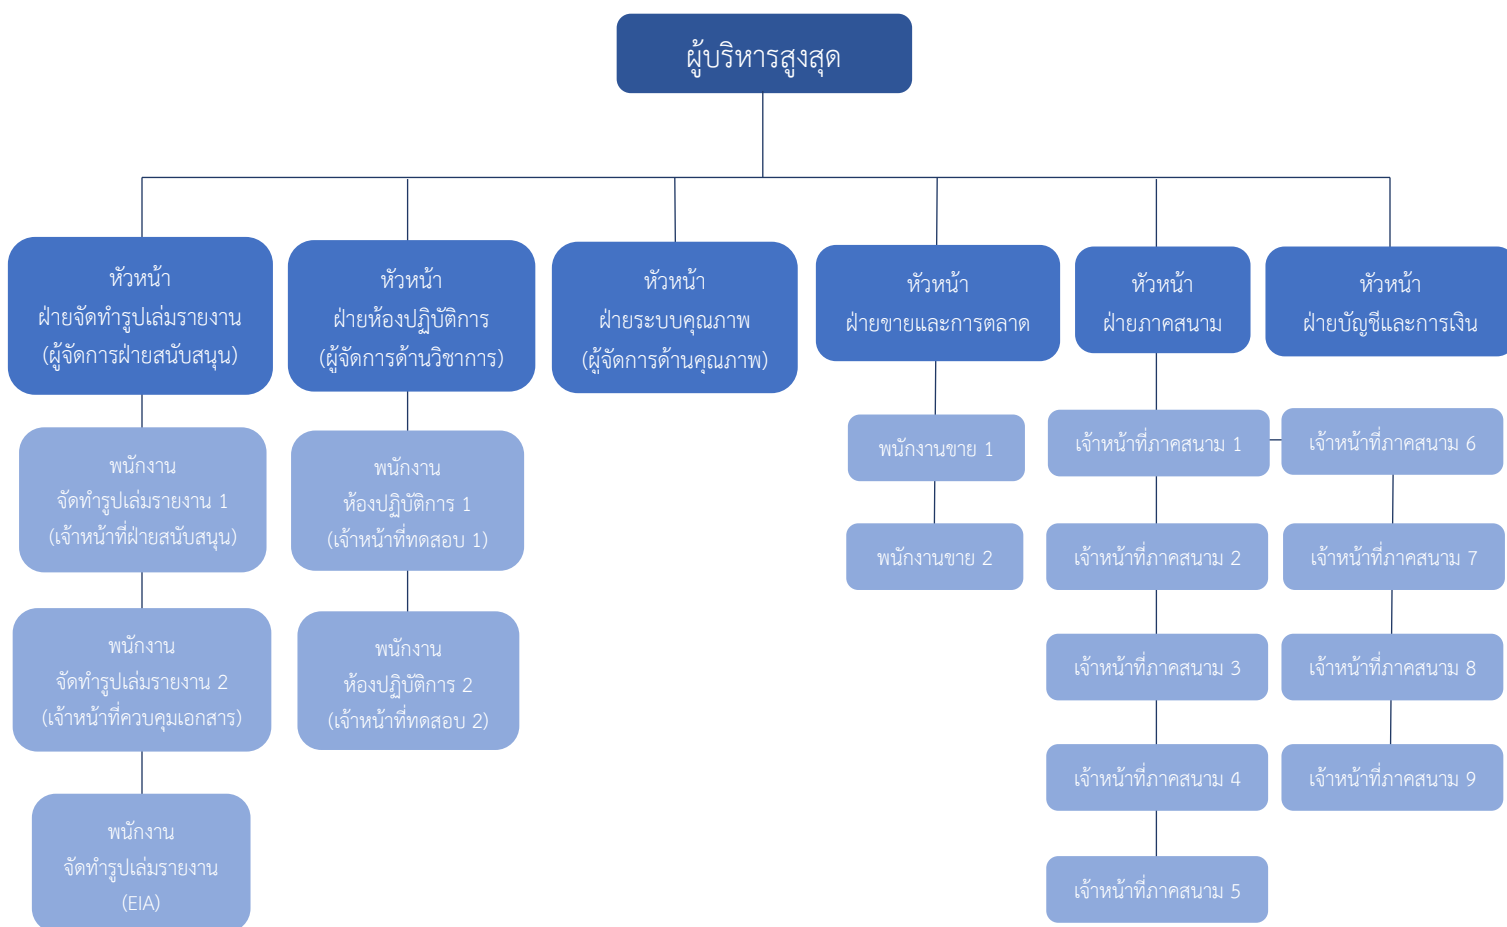 ผู้บริหารสูงสุด
หัวหน้า
ฝ่ายจัดทำรูปเล่มรายงาน
(ผู้จัดการฝ่ายสนับสนุน)
หัวหน้า
ฝ่ายห้องปฏิบัติการ
(ผู้จัดการด้านวิชาการ)
หัวหน้า
ฝ่ายระบบคุณภาพ
(ผู้จัดการด้านคุณภาพ)
หัวหน้า
ฝ่ายขายและการตลาด
หัวหน้า
ฝ่ายภาคสนาม
หัวหน้า
ฝ่ายบัญชีและการเงิน
พนักงาน
จัดทำรูปเล่มรายงาน 1
(เจ้าหน้าที่ฝ่ายสนับสนุน)
พนักงาน
จัดทำรูปเล่มรายงาน 2
(เจ้าหน้าที่ควบคุมเอกสาร)
พนักงาน
จัดทำรูปเล่มรายงาน
(EIA)
พนักงาน
ห้องปฏิบัติการ 1
(เจ้าหน้าที่ทดสอบ 1)
พนักงาน
ห้องปฏิบัติการ 2
(เจ้าหน้าที่ทดสอบ 2)
พนักงานขาย 1
พนักงานขาย 2
เจ้าหน้าที่ภาคสนาม 1
เจ้าหน้าที่ภาคสนาม 2
เจ้าหน้าที่ภาคสนาม 3
เจ้าหน้าที่ภาคสนาม 4
เจ้าหน้าที่ภาคสนาม 5
เจ้าหน้าที่ภาคสนาม 6
เจ้าหน้าที่ภาคสนาม 7
เจ้าหน้าที่ภาคสนาม 8
เจ้าหน้าที่ภาคสนาม 9